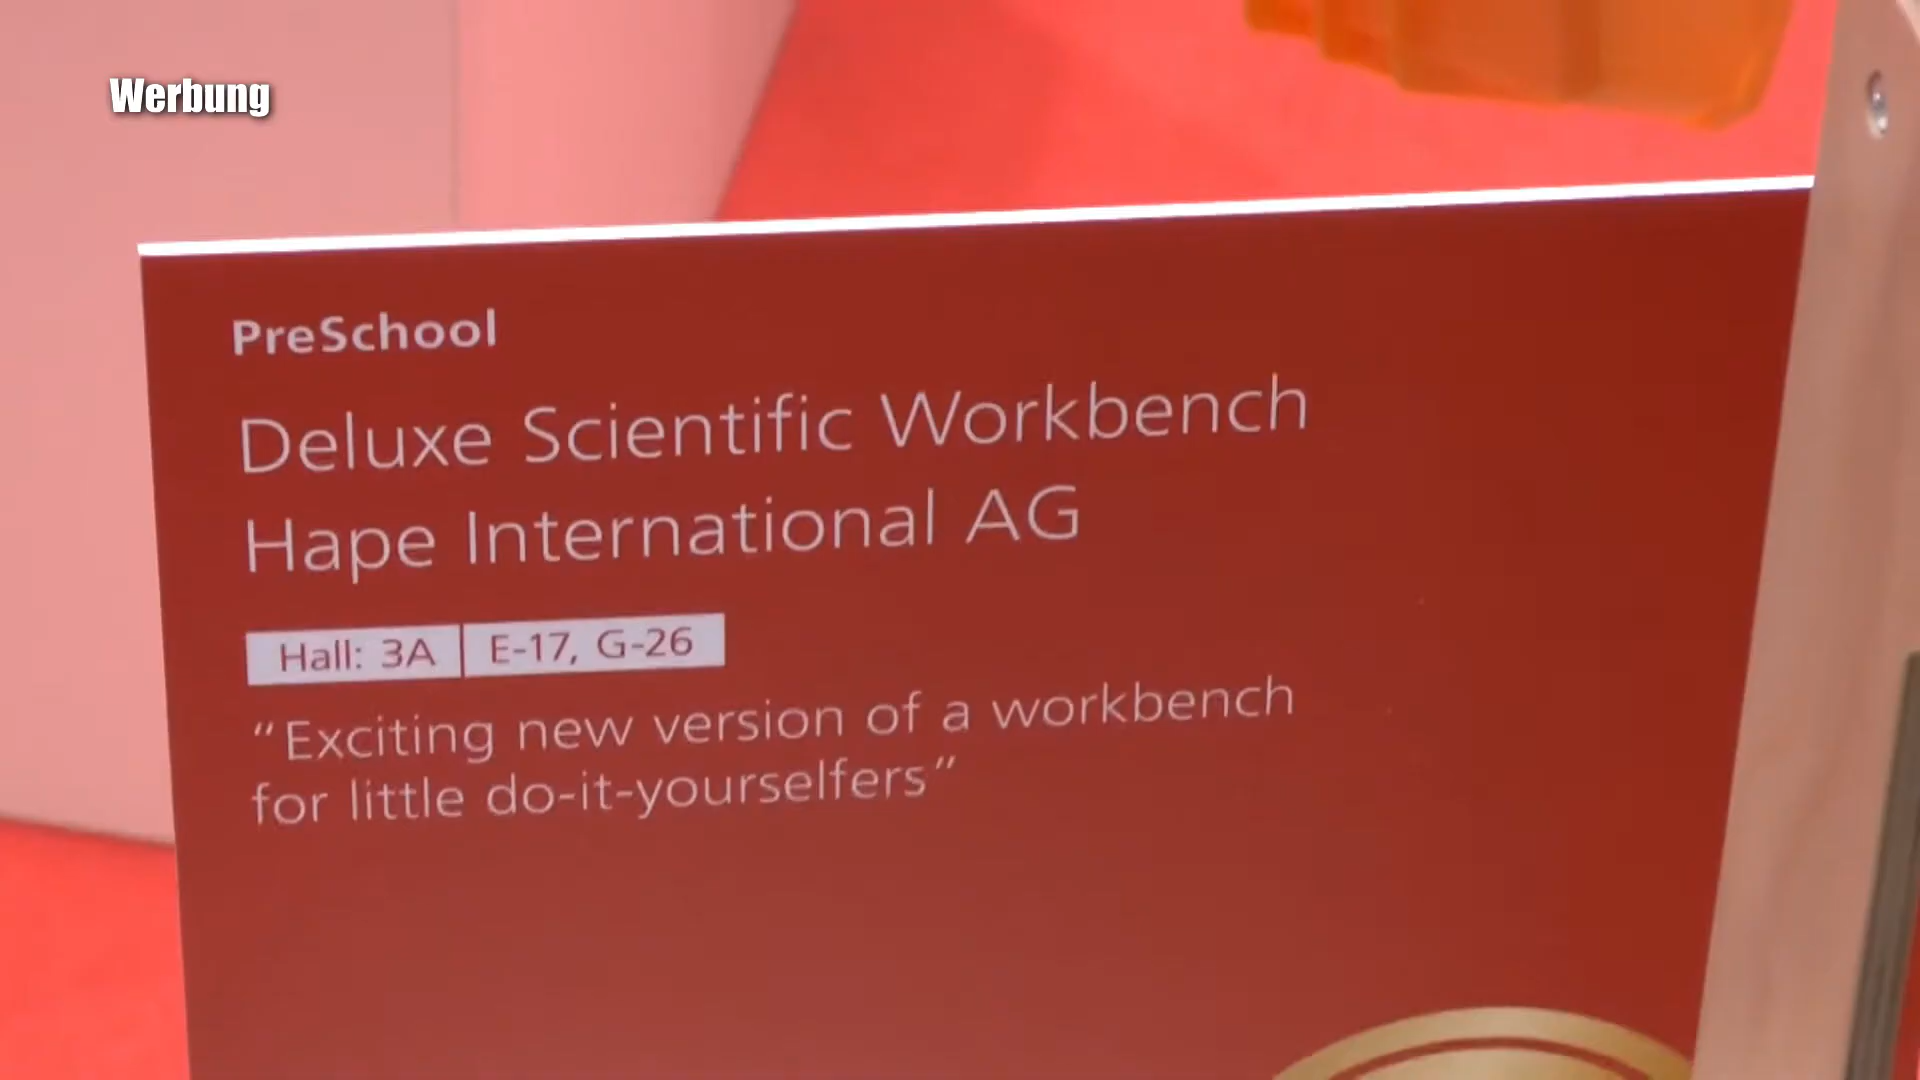 Werbung
PreSchool
Deluxe Scientific Workbench
Hape International AG
Hall: 3A E-17, G-26
“Exciting new version of a workbench
for little do-it-yourselfers”